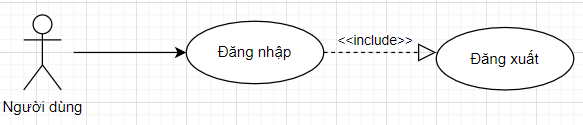 <<include>>
Đăng nhập
Đăng xuất
Người dùng